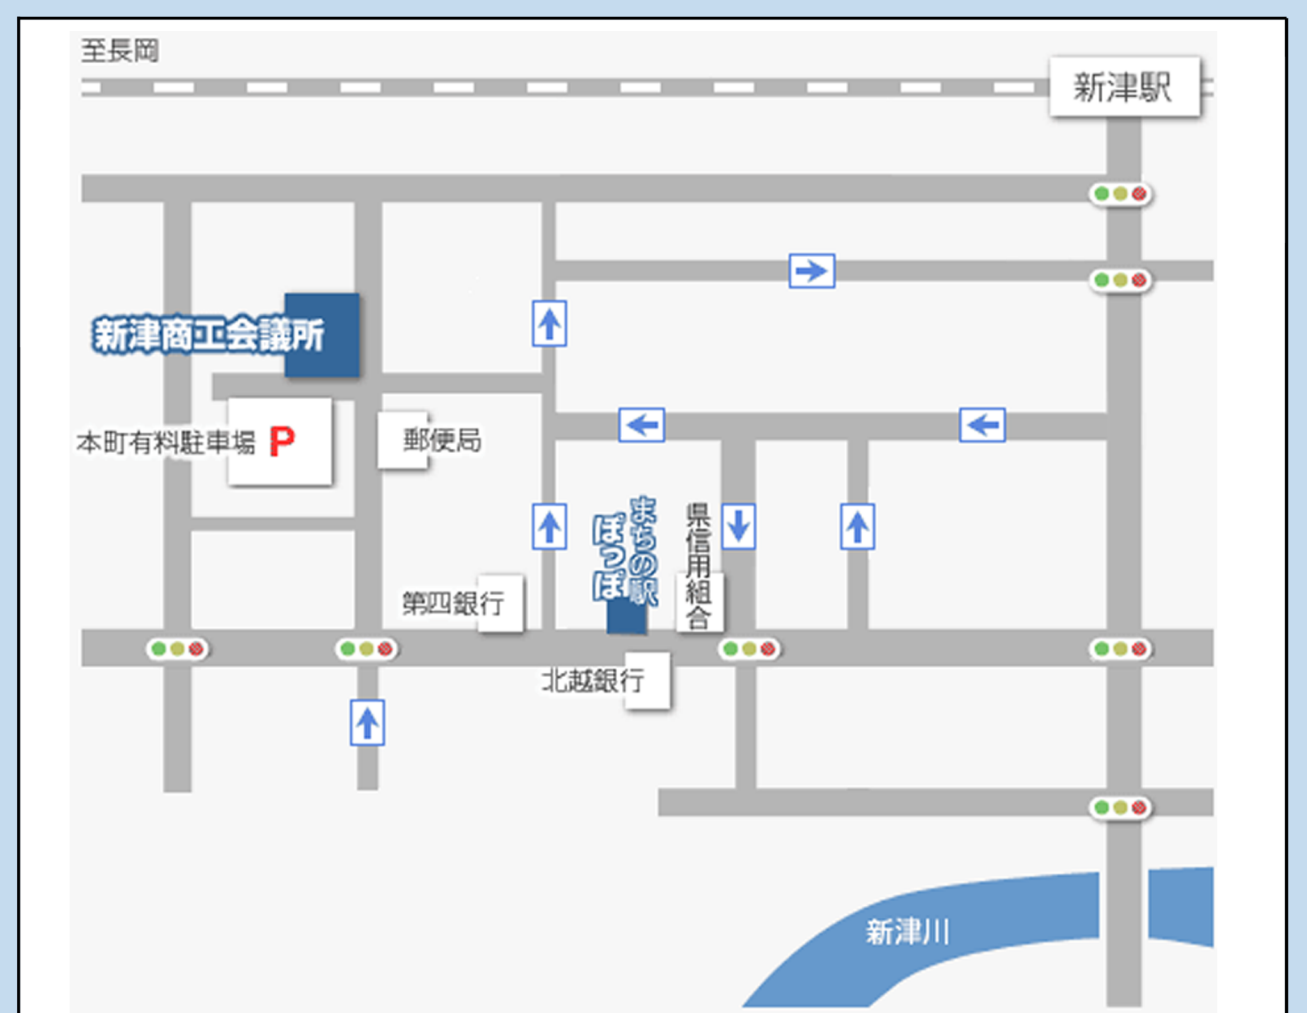 至長岡
新津駅
新津商工会議所
本町有料駐車場
P
郵便局
まちの駅
ぽっぽ
県信用組合
第四銀行
北越銀行
新津川